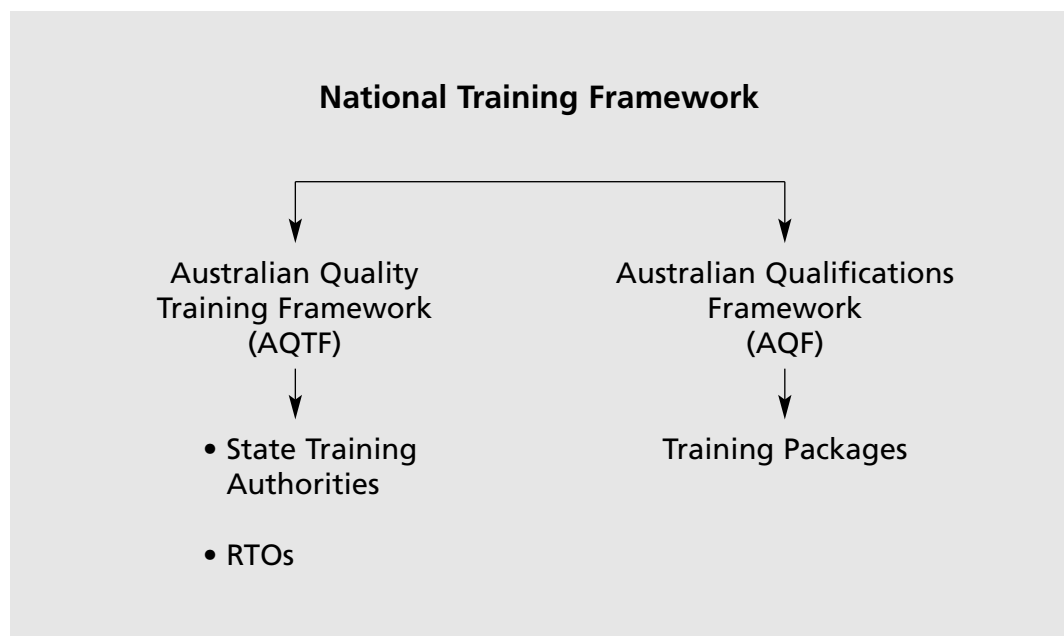 National Training Framework
Australian Quality
Training Framework
(AQTF)
• State Training
Authorities
• RTOs
Australian Qualifications
Framework
(AQF)
Training Packages